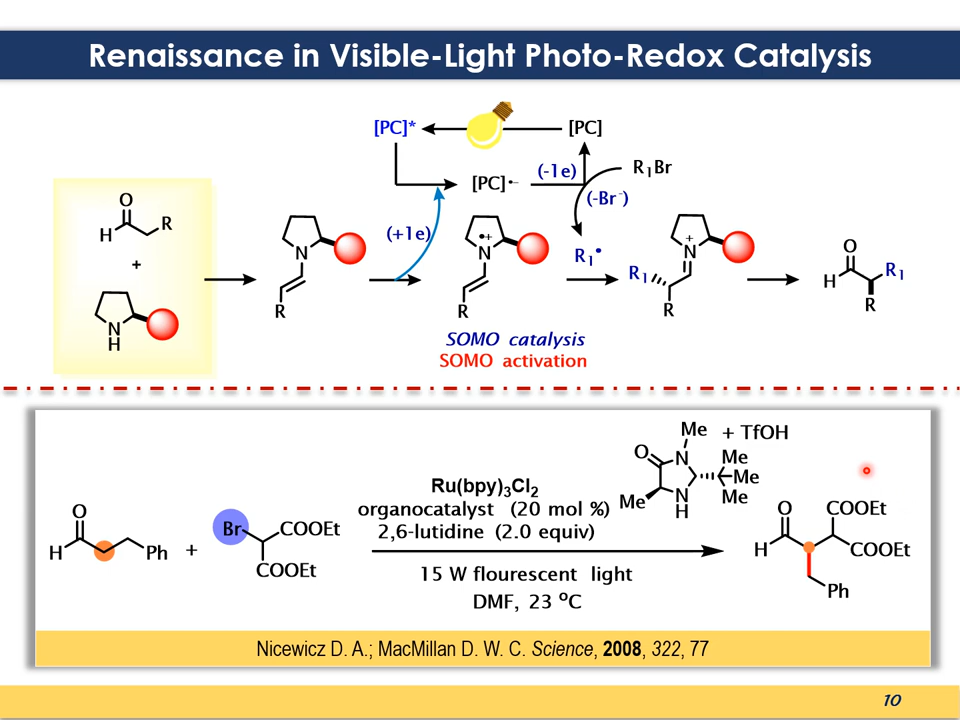 Renaissance in Visible-Light Photo-Redox Catalysis
[PC]*
[PC]
[PC]•−
(-1e)
R1Br
(-Br-)
(+1e)
O
H
R
+
N
H
N
R
N
•+
R
R1•
R1
N
+
R
O
H
R1
R
SOMO catalysis
SOMO activation
O
H
Ph
+
Br
COOEt
COOEt
Ru(bpy)3Cl2
organocatalyst (20 mol %)
2,6-lutidine (2.0 equiv)
15 W flourescent light
DMF, 23 °C
Me
+ TfOH
O
N
Me
Me
Me
Me
N
H
O
H
COOEt
COOEt
Ph
Nicewicz D. A.; MacMillan D. W. C. Science, 2008, 322, 77
10